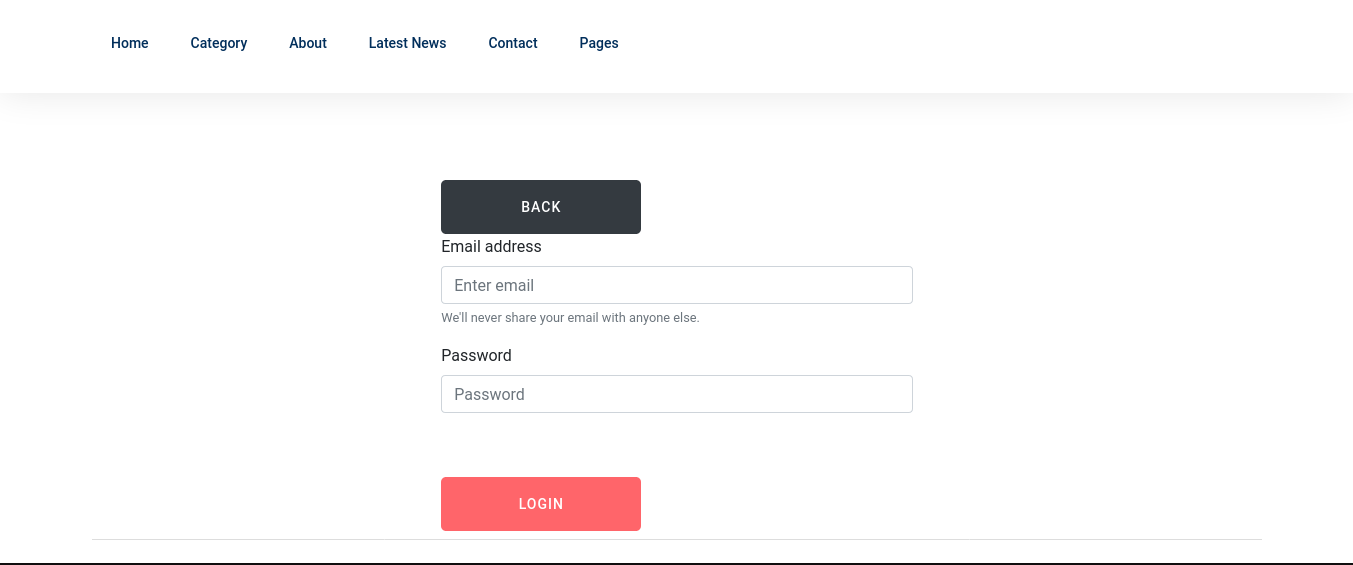 Home Category About Latest News Contact Pages
BACK
Email address
Enter email
We'll never share your email with anyone else.
Password
Password
LOGIN